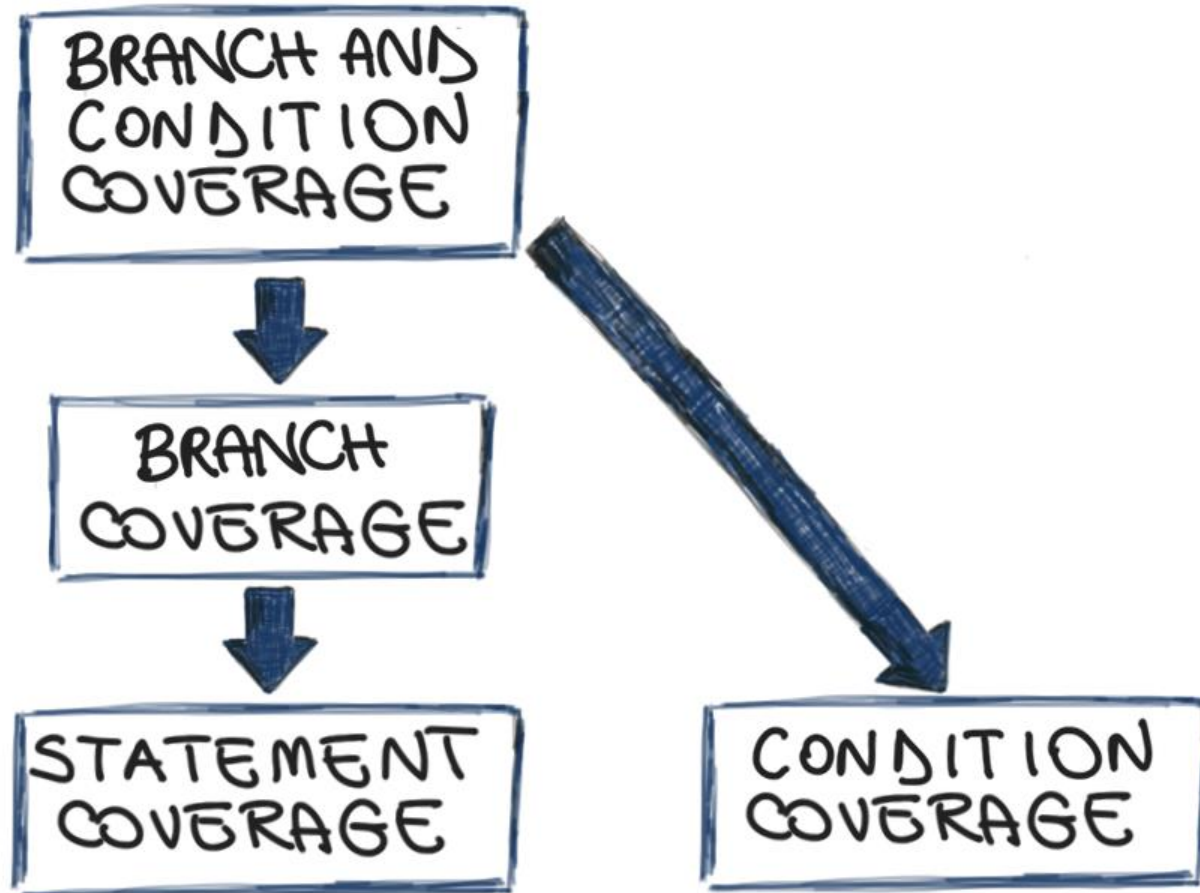 BRANCH AND
CONDITION
COVERAGE
BRANCH
COVERAGE
STATEMENT
COVERAGE
CONDITION
COVERAGE